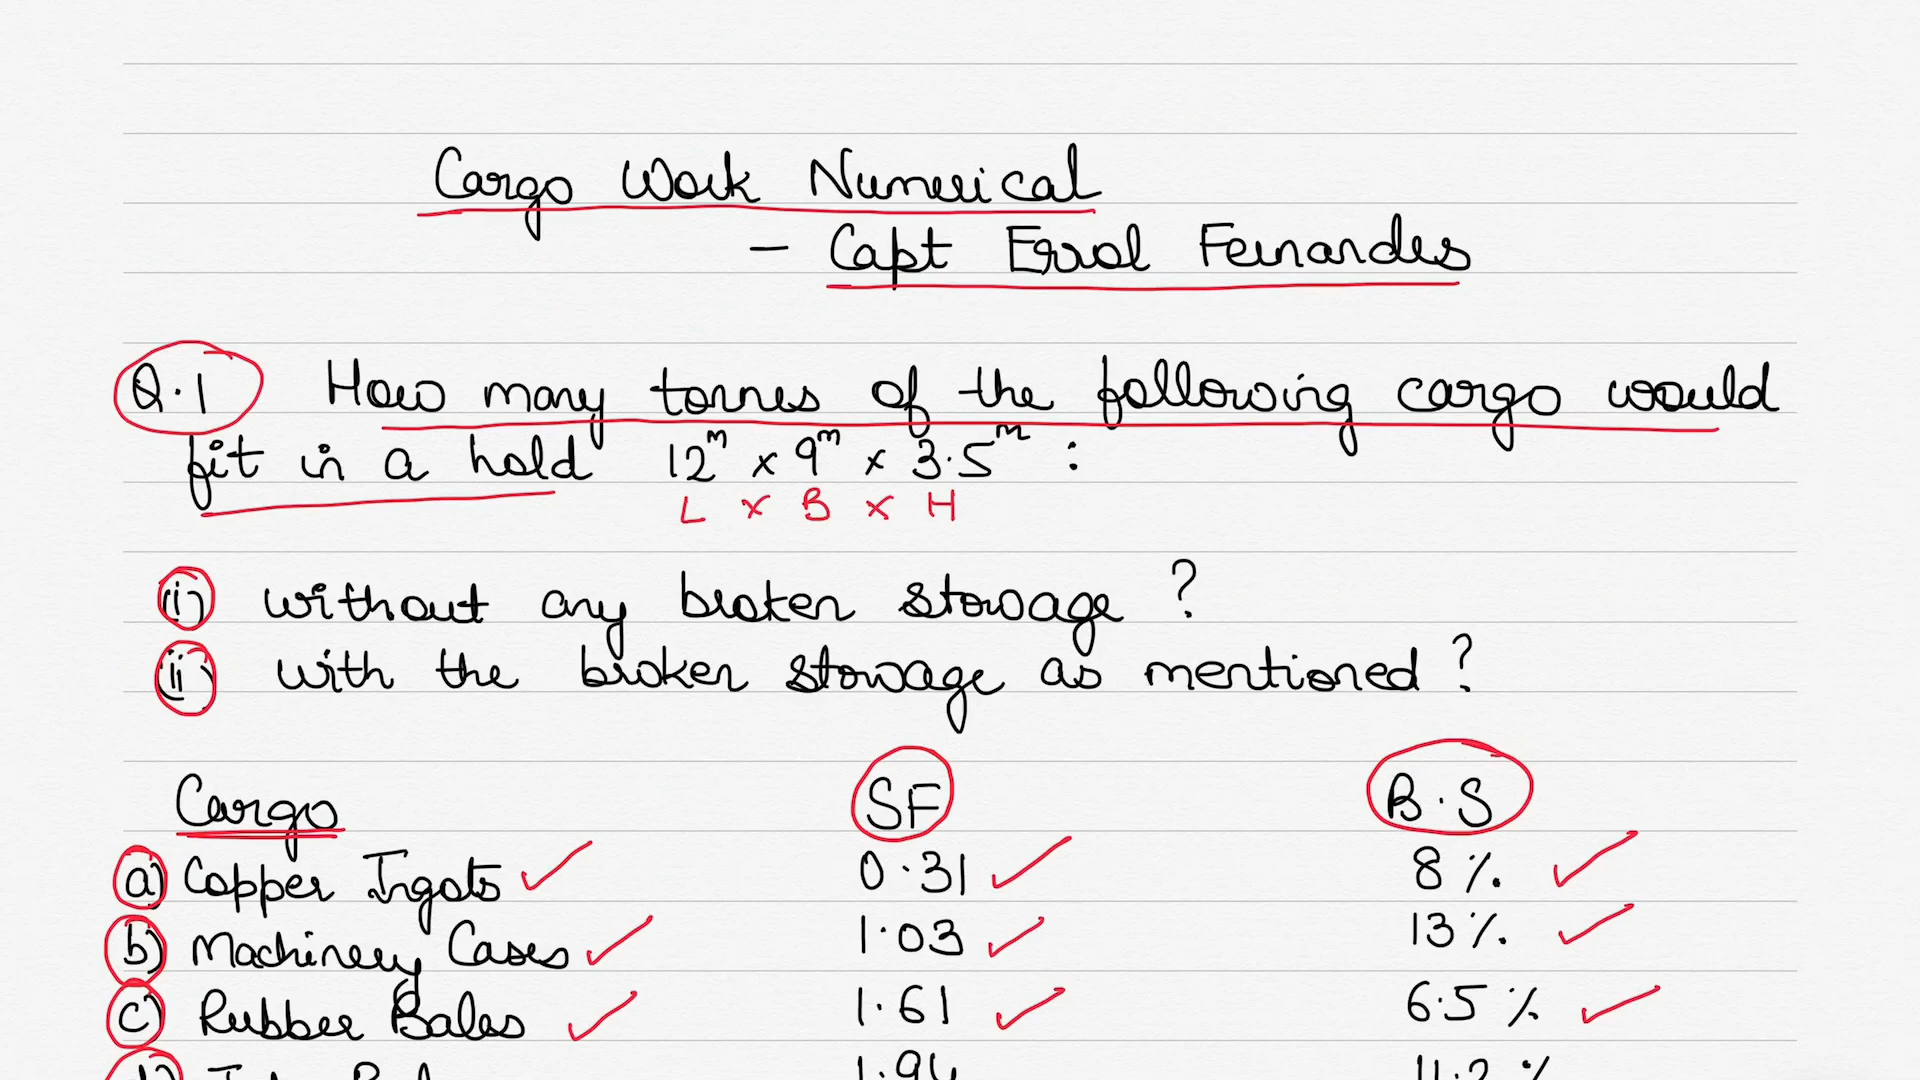 Cargo Work Numerical
- Capt Errol Fernandes
Q.1 How many tonnes of the following cargo would
fit in a hold 12m x 9m x 3.5m :
L x B x H
(i) without any broken stowage ?
(ii) with the broken stowage as mentioned ?
Cargo SF B.S
a) Copper Ingots 0.31 8 %.
b) Machinery Cases 1.03 13 %.
c) Rubber Bales 1.61 6.5 %.